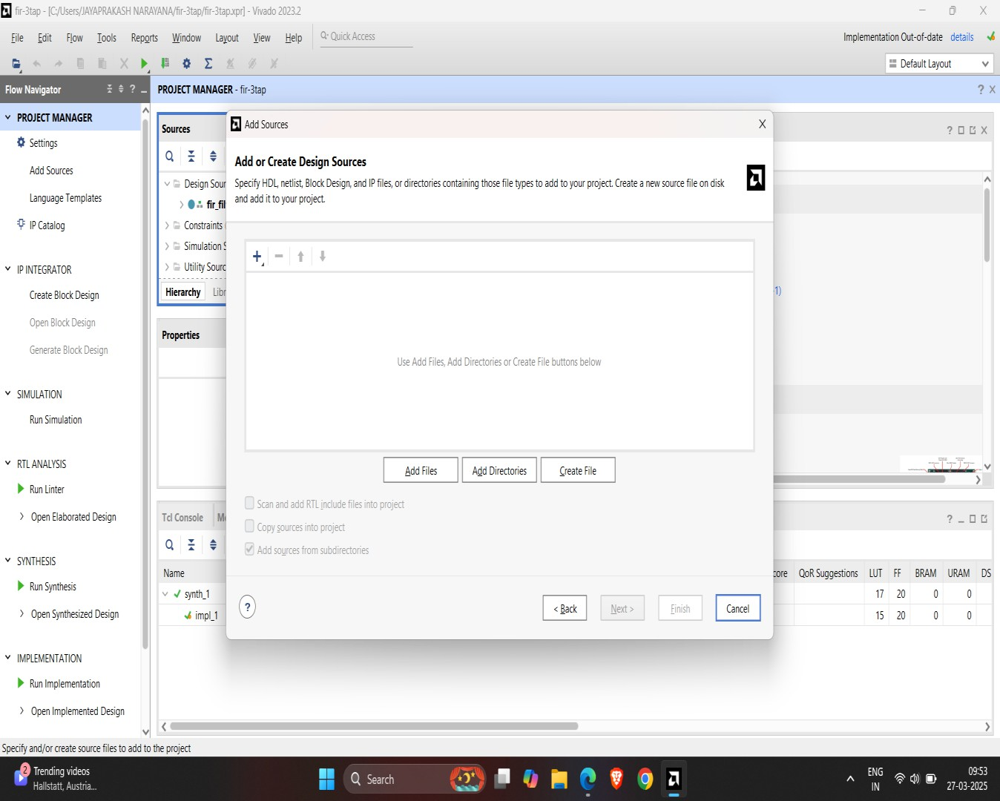 fir-3tap - [C:/Users/JAYAPRAKASH NARAYANA/fir-3tap/fir-3tap.xpr] - Vivado 2023.2
File Edit Flow Tools Reports Window Layout View Help Quick Access
Implementation Out-of-date details
Default Layout
Flow Navigator
PROJECT MANAGER
Settings
Add Sources
Language Templates
IP Catalog
IP INTEGRATOR
Create Block Design
Open Block Design
Generate Block Design
SIMULATION
Run Simulation
RTL ANALYSIS
Run Linter
Open Elaborated Design
SYNTHESIS
Run Synthesis
Open Synthesized Design
IMPLEMENTATION
Run Implementation
Open Implemented Design
PROJECT MANAGER - fir-3tap
Sources
Design Sour
fir_fil
Constraints
Simulation S
Utility Sourc
Hierarchy Libr
Properties
-1)
Add Sources
Add or Create Design Sources
Specify HDL, netlist, Block Design, and IP files, or directories containing those file types to add to your project. Create a new source file on disk
and add it to your project.
Use Add Files, Add Directories or Create File buttons below
Add Files Add Directories Create File
Scan and add RTL include files into project
Copy sources into project
Add sources from subdirectories
? < Back Next > Finish Cancel
Tcl Console M
Name core QoR Suggestions LUT FF BRAM URAM DS
synth_1 17 20 0 0
impl_1 15 20 0 0
Specify and/or create source files to add to the project
2
Trending videos
Hallstatt, Austria...
Search
ENG
IN
09:53
27-03-2025